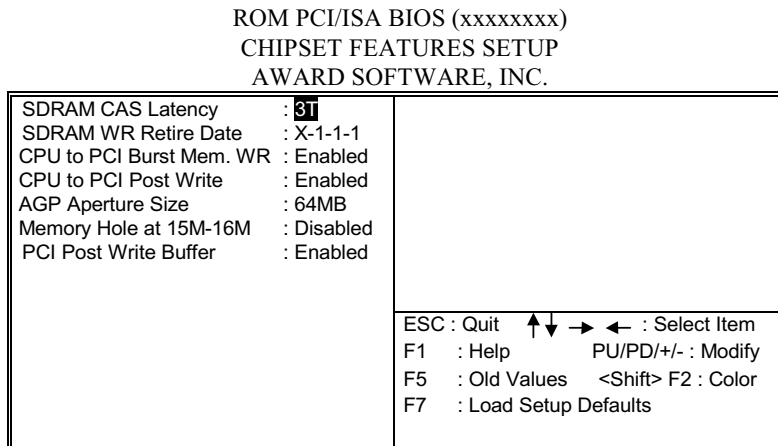 ROM PCI/ISA BIOS (xxxxxxxx)
CHIPSET FEATURES SETUP
AWARD SOFTWARE, INC.
SDRAM CAS Latency : 3T
SDRAM WR Retire Date : X-1-1-1
CPU to PCI Burst Mem. WR : Enabled
CPU to PCI Post Write : Enabled
AGP Aperture Size : 64MB
Memory Hole at 15M-16M : Disabled
PCI Post Write Buffer : Enabled
ESC : Quit ↑↓ → ← : Select Item
F1 : Help PU/PD/+/- : Modify
F5 : Old Values <Shift> F2 : Color
F7 : Load Setup Defaults